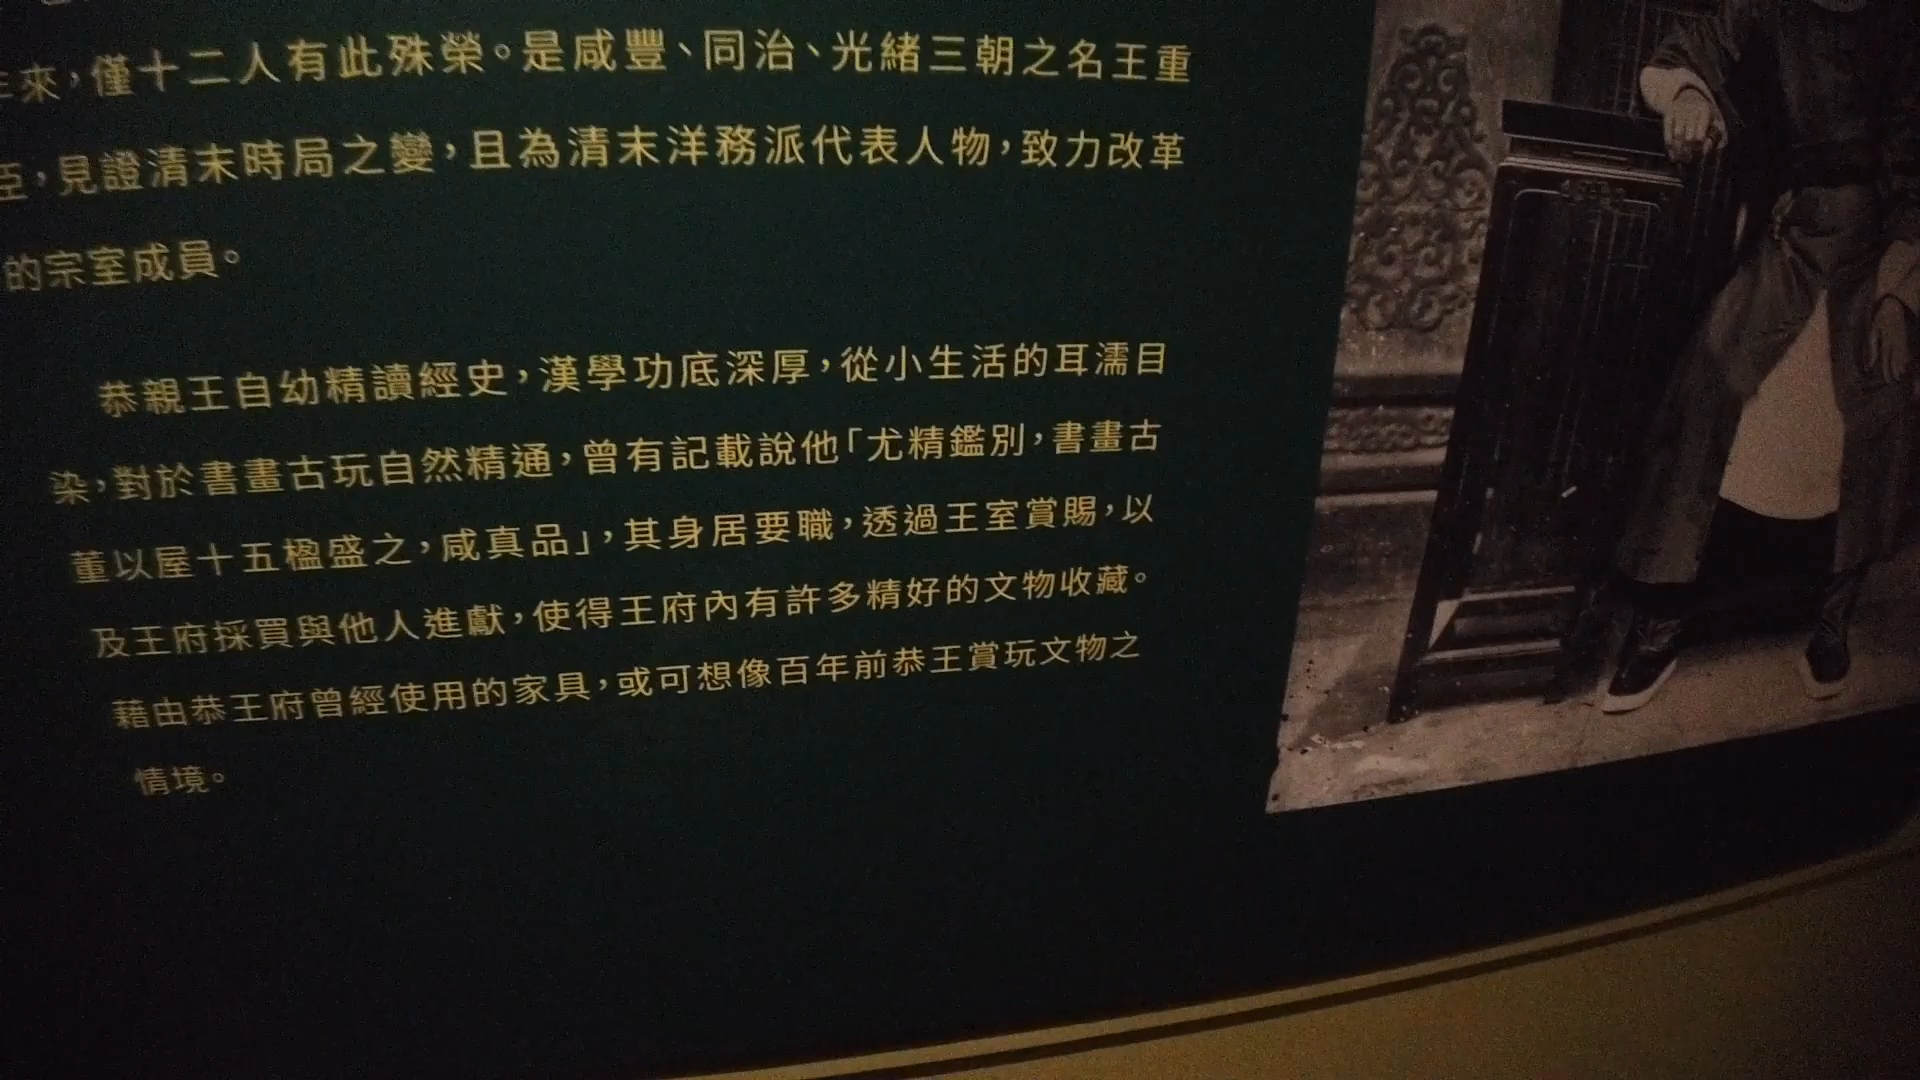 來，僅十二人有此殊榮。是咸豐、同治、光緒三朝之名王重
臣，見證清末時局之變，且為清末洋務派代表人物，致力改革
的宗室成員。
恭親王自幼精讀經史，漢學功底深厚，從小生活的耳濡目
染，對於書畫古玩自然精通，曾有記載說他「尤精鑑別，書畫古
董以屋十五楹盛之，咸真品」，其身居要職，透過王室賞賜，以
及王府採買與他人進獻，使得王府內有許多精好的文物收藏。
藉由恭王府曾經使用的家具，或可想像百年前恭王賞玩文物之
情境。